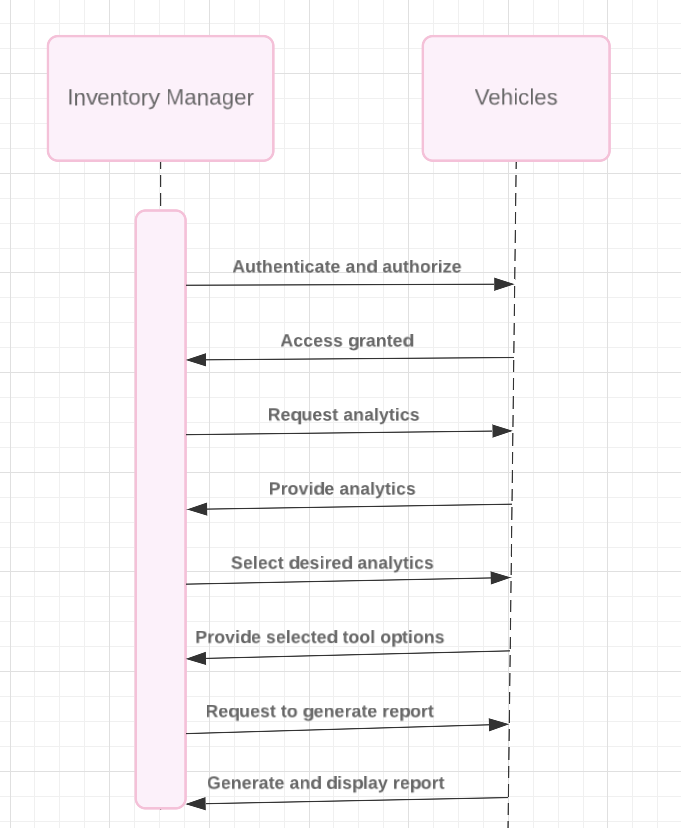 Inventory Manager
Vehicles
Authenticate and authorize
Access granted
Request analytics
Provide analytics
Select desired analytics
Provide selected tool options
Request to generate report
Generate and display report